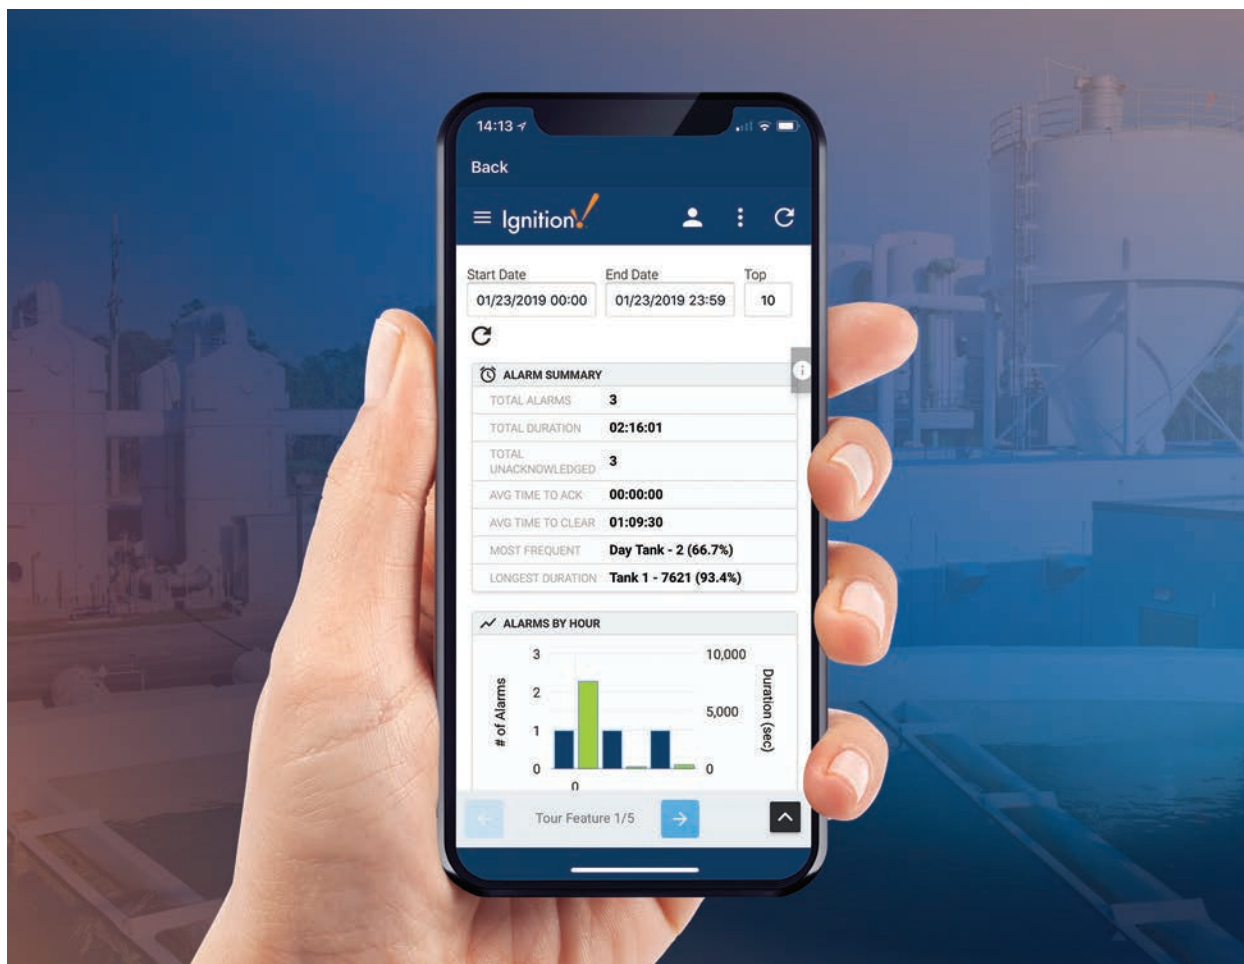 14:13
Back
Ignition!
Start Date End Date Top
01/23/2019 00:00 01/23/2019 23:59 10
ALARM SUMMARY
TOTAL ALARMS 3
TOTAL DURATION 02:16:01
TOTAL
UNACKNOWLEDGED 3
AVG TIME TO ACK 00:00:00
AVG TIME TO CLEAR 01:09:30
MOST FREQUENT Day Tank - 2 (66.7%)
LONGEST DURATION Tank 1 - 7621 (93.4%)
ALARMS BY HOUR
# of Alarms
3
2
1
0
10,000
5,000
0
Duration (sec)
0
Tour Feature 1/5